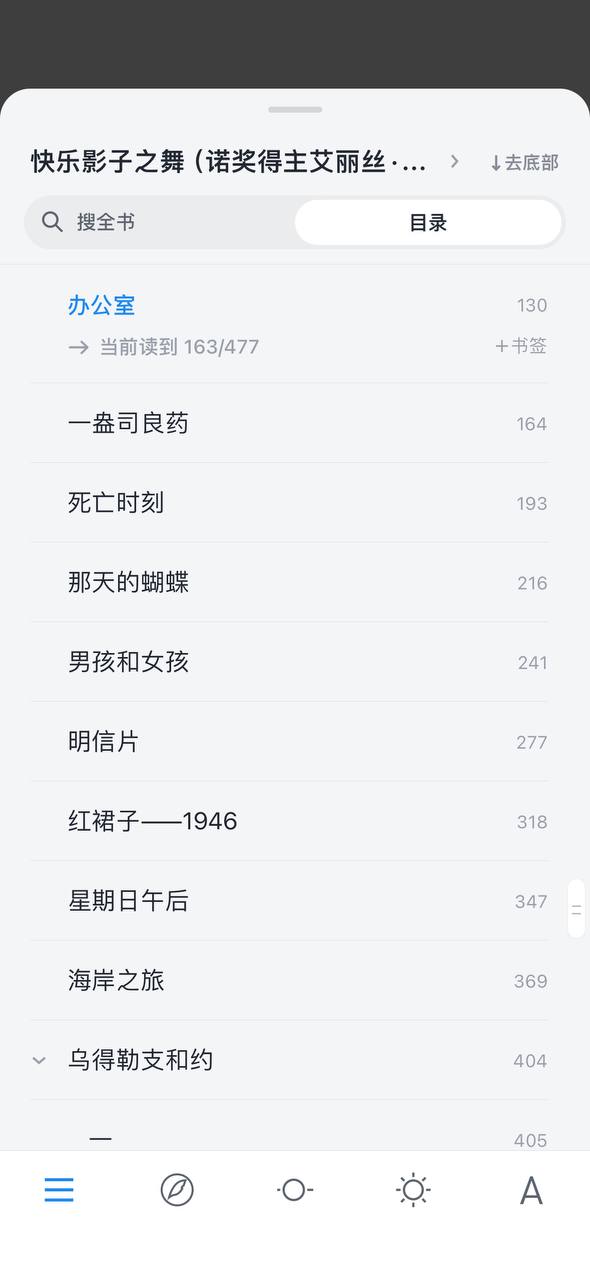 快乐影子之舞（诺奖得主艾丽丝·... ↓去底部
搜全书 目录
办公室 130
→ 当前读到 163/477 +书签
一盎司良药 164
死亡时刻 193
那天的蝴蝶 216
男孩和女孩 241
明信片 277
红裙子——1946 318
星期日午后 347
海岸之旅 369
乌得勒支和约 404
一 405
A